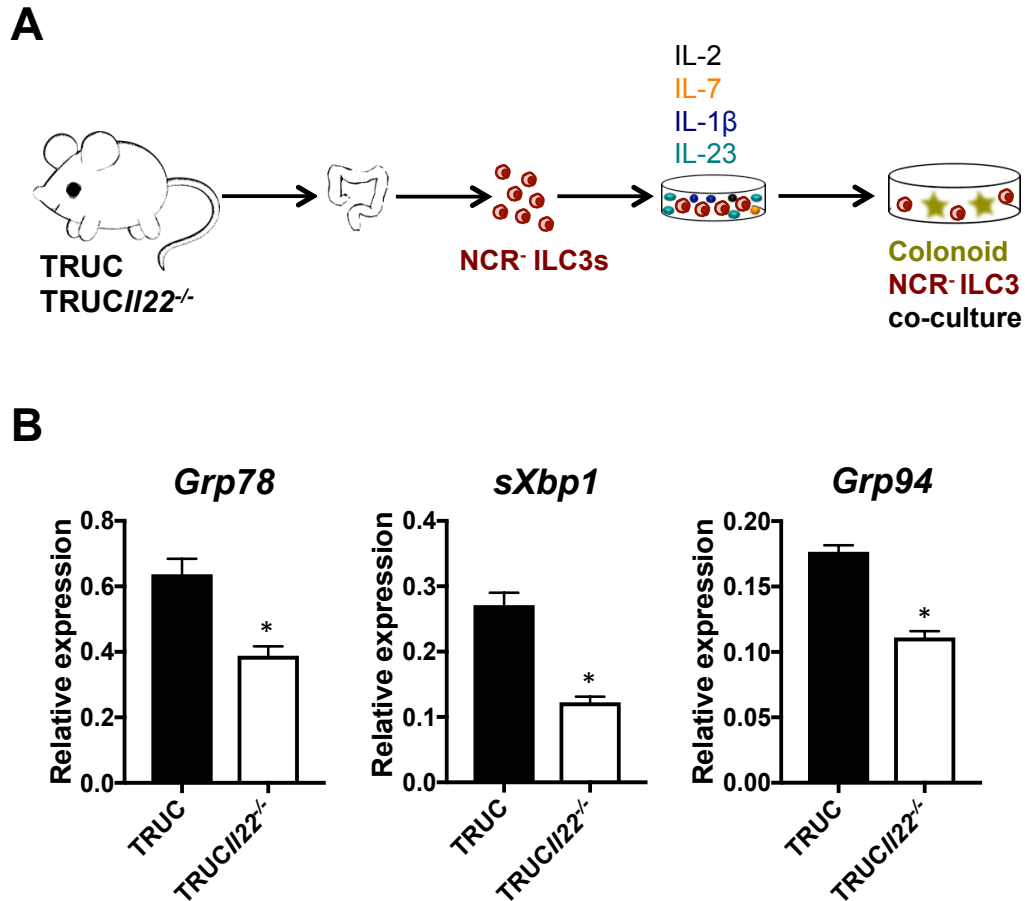 A
IL-2
IL-7
IL-1β
IL-23
TRUC
TRUCIl22-/-
NCR- ILC3s
Colonoid
NCR- ILC3
co-culture
B
Grp78
Relative expression
0.8
0.6
0.4
0.2
0.0
*
TRUC
TRUCIl22-/-
sXbp1
Relative expression
0.4
0.3
0.2
0.1
0.0
*
TRUC
TRUCIl22-/-
Grp94
Relative expression
0.20
0.15
0.10
0.05
0.00
*
TRUC
TRUCIl22-/-